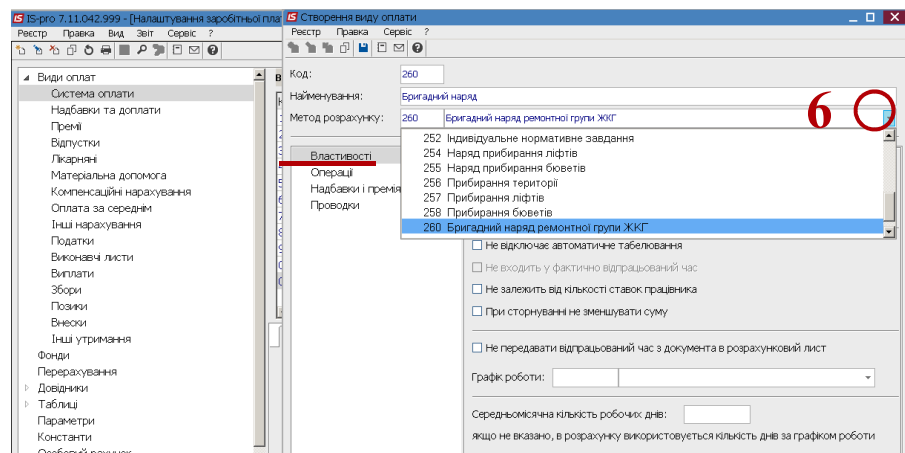 IS-pro 7.11.042.999 - [Налаштування заробітньої пла
Реєстр Правка Вид Звіт Сервіс ?
Види оплат
Система оплати
Надбавки та доплати
Премії
Відпустки
Лікарняні
Матеріальна допомога
Компенсаційні нарахування
Оплата за середнім
Інші нарахування
Податки
Виконавчі листи
Виплати
Збори
Позики
Внески
Інші утримання
Фонди
Перерахування
Довідники
Таблиці
Параметри
Константи
Особовий рахунок
Створення виду оплати
Реєстр Правка Сервіс ?
Код: 260
Найменування: Бригадний наряд
Метод розрахунку: 260 Бригадний наряд ремонтної групи ЖКГ
6
252 Індивідуальне нормативне завдання
254 Наряд прибирання ліфтів
255 Наряд прибирання бюветів
256 Прибирання території
257 Прибирання ліфтів
258 Прибирання бюветів
260 Бригадний наряд ремонтної групи ЖКГ
Властивості
Операції
Надбавки і премія
Проводки
Не відключає автоматичне табелювання
Не входить у фактично відпрацьований час
Не залежить від кількості ставок працівника
При сторнуванні не зменшувати суму
Не передавати відпрацьований час з документа в розрахунковий лист
Графік роботи:
Середньомісячна кількість робочих днів:
якщо не вказано, в розрахунку використовується кількість днів за графіком роботи